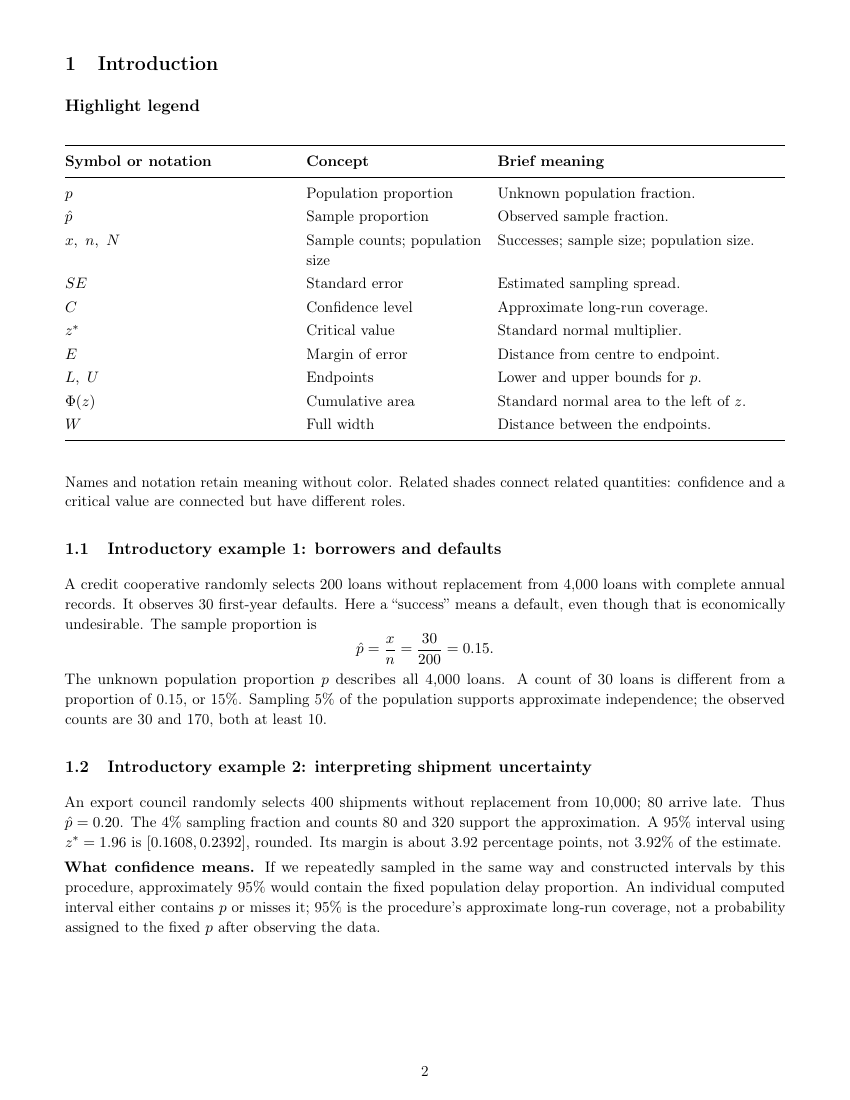 1 Introduction
Highlight legend
Symbol or notation Concept Brief meaning
p Population proportion Unknown population fraction.
p̂ Sample proportion Observed sample fraction.
x, n, N Sample counts; population Successes; sample size; population size.
size
SE Standard error Estimated sampling spread.
C Confidence level Approximate long-run coverage.
z* Critical value Standard normal multiplier.
E Margin of error Distance from centre to endpoint.
L, U Endpoints Lower and upper bounds for p.
Φ(z) Cumulative area Standard normal area to the left of z.
W Full width Distance between the endpoints.
Names and notation retain meaning without color. Related shades connect related quantities: confidence and a
critical value are connected but have different roles.
1.1 Introductory example 1: borrowers and defaults
A credit cooperative randomly selects 200 loans without replacement from 4,000 loans with complete annual
records. It observes 30 first-year defaults. Here a “success” means a default, even though that is economically
undesirable. The sample proportion is
p̂ = x/n = 30/200 = 0.15.
The unknown population proportion p describes all 4,000 loans. A count of 30 loans is different from a
proportion of 0.15, or 15%. Sampling 5% of the population supports approximate independence; the observed
counts are 30 and 170, both at least 10.
1.2 Introductory example 2: interpreting shipment uncertainty
An export council randomly selects 400 shipments without replacement from 10,000; 80 arrive late. Thus
p̂ = 0.20. The 4% sampling fraction and counts 80 and 320 support the approximation. A 95% interval using
z* = 1.96 is [0.1608, 0.2392], rounded. Its margin is about 3.92 percentage points, not 3.92% of the estimate.
What confidence means. If we repeatedly sampled in the same way and constructed intervals by this
procedure, approximately 95% would contain the fixed population delay proportion. An individual computed
interval either contains p or misses it; 95% is the procedure’s approximate long-run coverage, not a probability
assigned to the fixed p after observing the data.
2